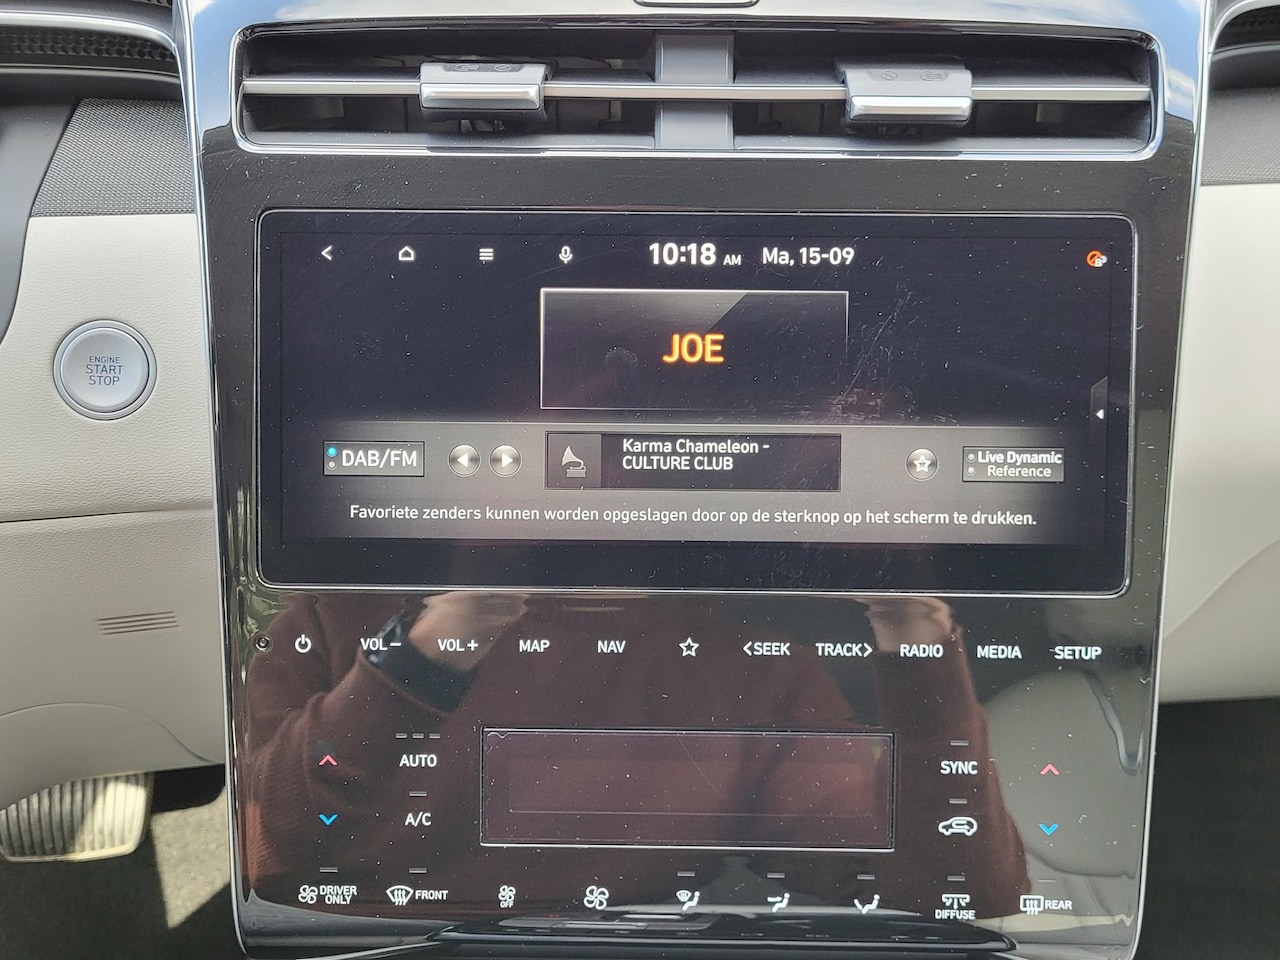 10:18 AM Ma, 15-09
JOE
ENGINE
START
STOP
DAB/FM
Karma Chameleon -
CULTURE CLUB
Live Dynamic
Reference
Favoriete zenders kunnen worden opgeslagen door op de sterknop op het scherm te drukken.
VOL− VOL+ MAP NAV <SEEK TRACK> RADIO MEDIA SETUP
AUTO SYNC
A/C
DRIVER
ONLY
FRONT
OFF
DIFFUSE
REAR